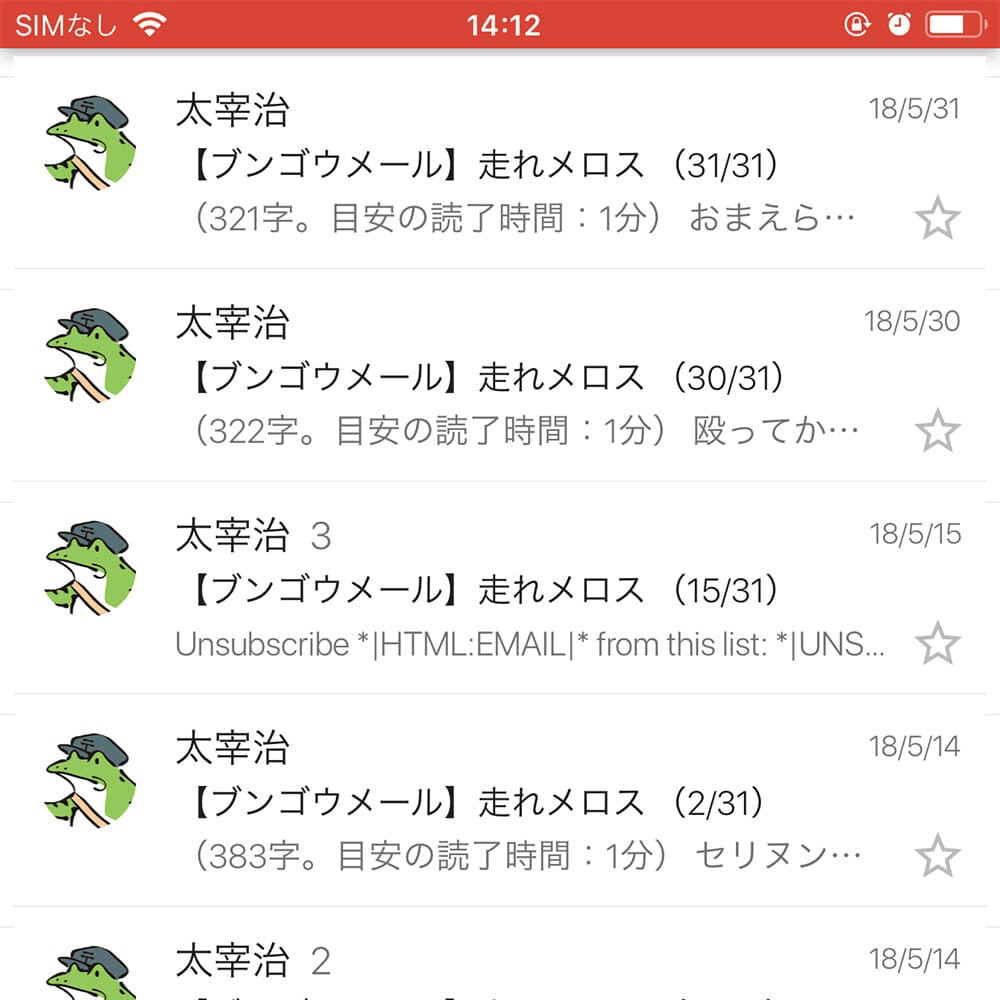 SIMなし 14:12
太宰治 18/5/31
【ブンゴウメール】走れメロス （31/31）
（321字。目安の読了時間：1分） おまえら…
太宰治 18/5/30
【ブンゴウメール】走れメロス （30/31）
（322字。目安の読了時間：1分） 殴ってか…
太宰治 3 18/5/15
【ブンゴウメール】走れメロス （15/31）
Unsubscribe *|HTML:EMAIL|* from this list: *|UNS...
太宰治 18/5/14
【ブンゴウメール】走れメロス （2/31）
（383字。目安の読了時間：1分） セリヌン…
太宰治 2 18/5/14